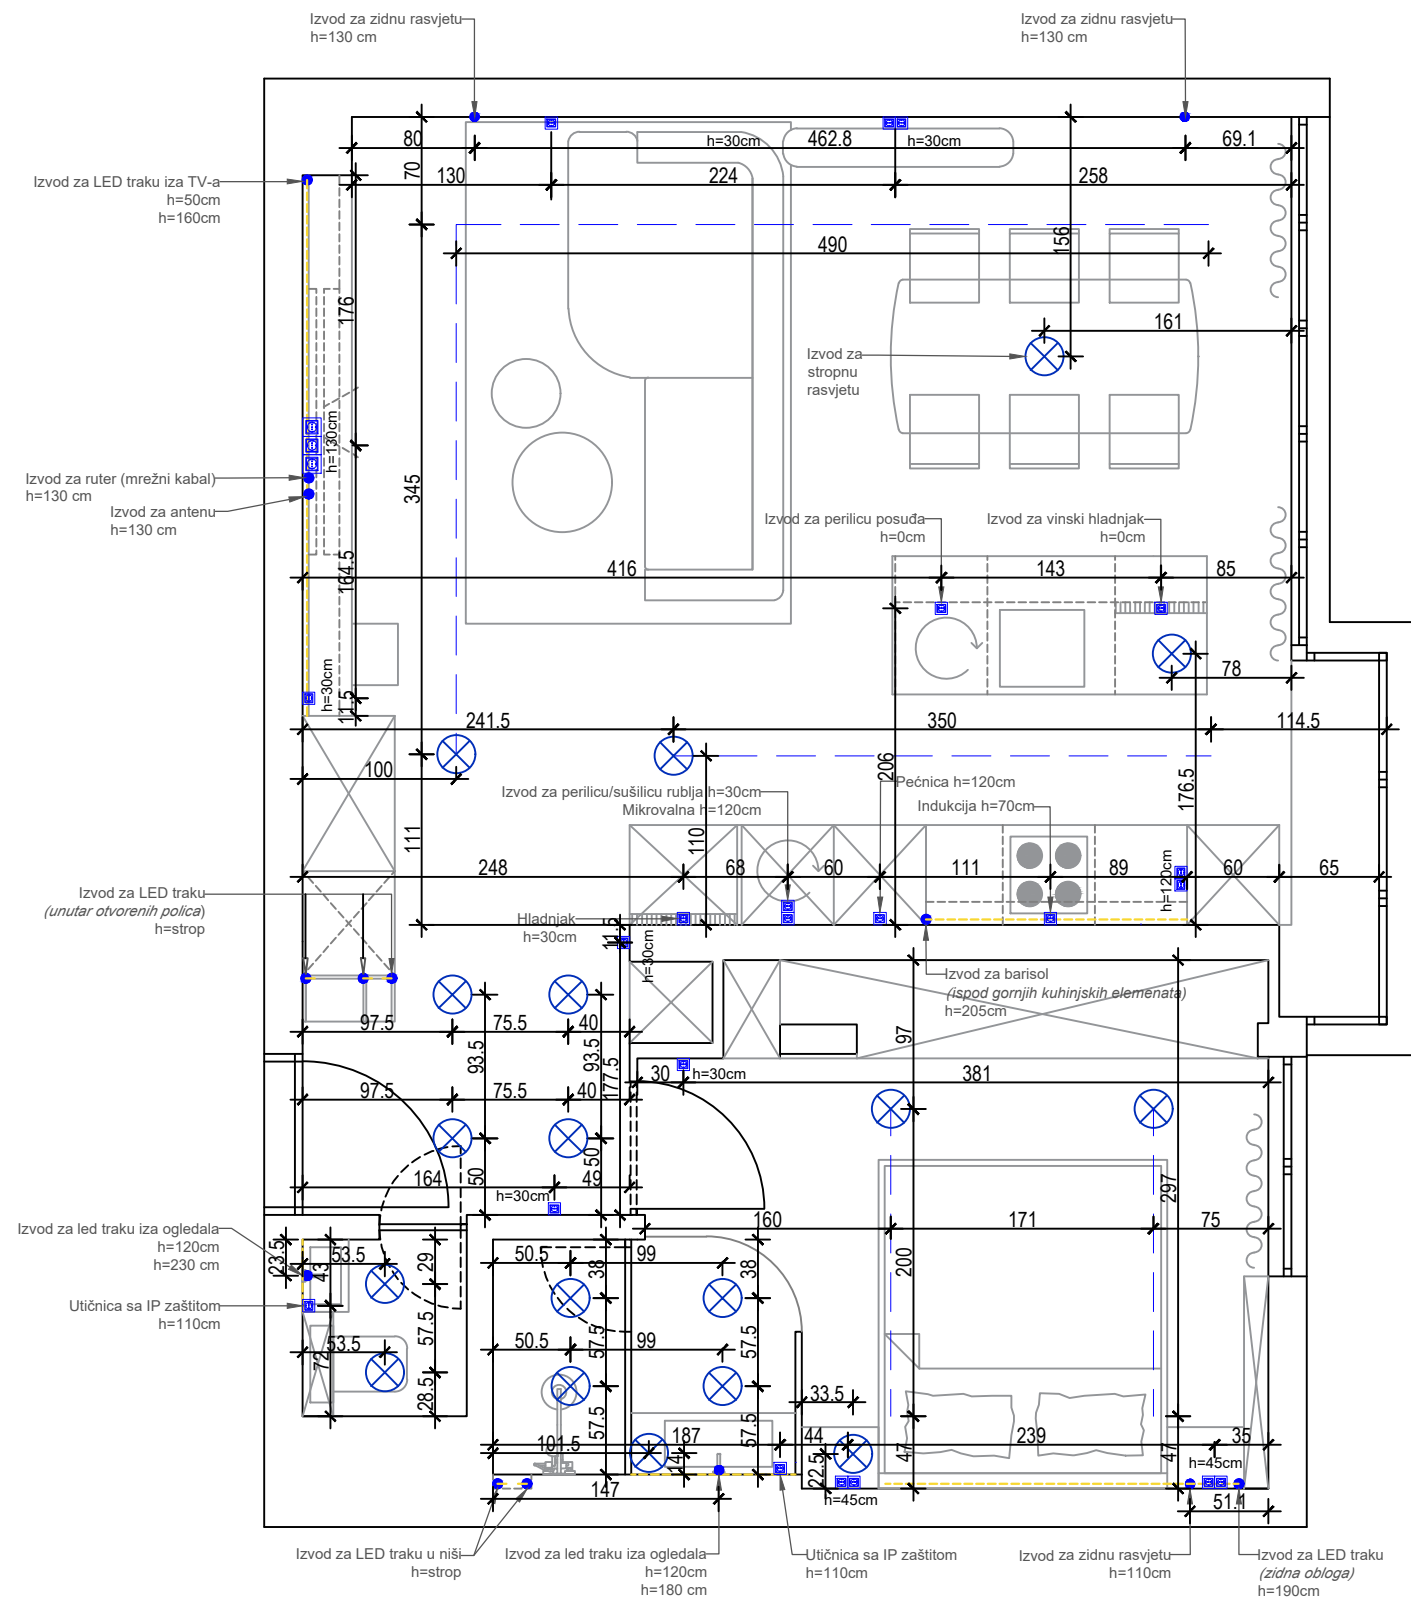 Izvod za zidnu rasvjetu
h=130 cm
Izvod za zidnu rasvjetu
h=130 cm
80
h=30cm
462.8
h=30cm
69.1
70
130
224
258
Izvod za LED traku iza TV-a
h=50cm
h=160cm
490
156
176
161
Izvod za
stropnu
rasvjetu
h=130cm
Izvod za ruter (mrežni kabal)
h=130 cm
Izvod za antenu
h=130 cm
345
Izvod za perilicu posuđa
h=0cm
Izvod za vinski hladnjak
h=0cm
164.5
416
143
85
h=30cm
11.5
78
241.5
350
114.5
100
206
176.5
Izvod za perilicu/sušilicu rublja h=30cm
Mikrovalna h=120cm
Pećnica h=120cm
Indukcija h=70cm
111
110
248
68
60
111
89
h=120cm
60
65
Izvod za LED traku
(unutar otvorenih polica)
h=strop
Hladnjak
h=30cm
11.5
h=30cm
Izvod za barisol
(ispod gornjih kuhinjskih elemenata)
h=205cm
97.5
75.5
40
93.5
93.5
177.5
97
30
h=30cm
381
97.5
75.5
40
164
50
50
49
h=30cm
297
160
171
75
200
Izvod za led traku iza ogledala
h=120cm
h=230 cm
23.5
43
53.5
29
50.5
38
99
38
Utičnica sa IP zaštitom
h=110cm
53.5
72
57.5
28.5
50.5
57.5
99
57.5
57.5
57.5
33.5
101.5
187
14
44
22.5
47
239
47
35
h=45cm
h=45cm
147
51.1
Izvod za LED traku u niši
h=strop
Izvod za led traku iza ogledala
h=120cm
h=180 cm
Utičnica sa IP zaštitom
h=110cm
Izvod za zidnu rasvjetu
h=110cm
Izvod za LED traku
(zidna obloga)
h=190cm